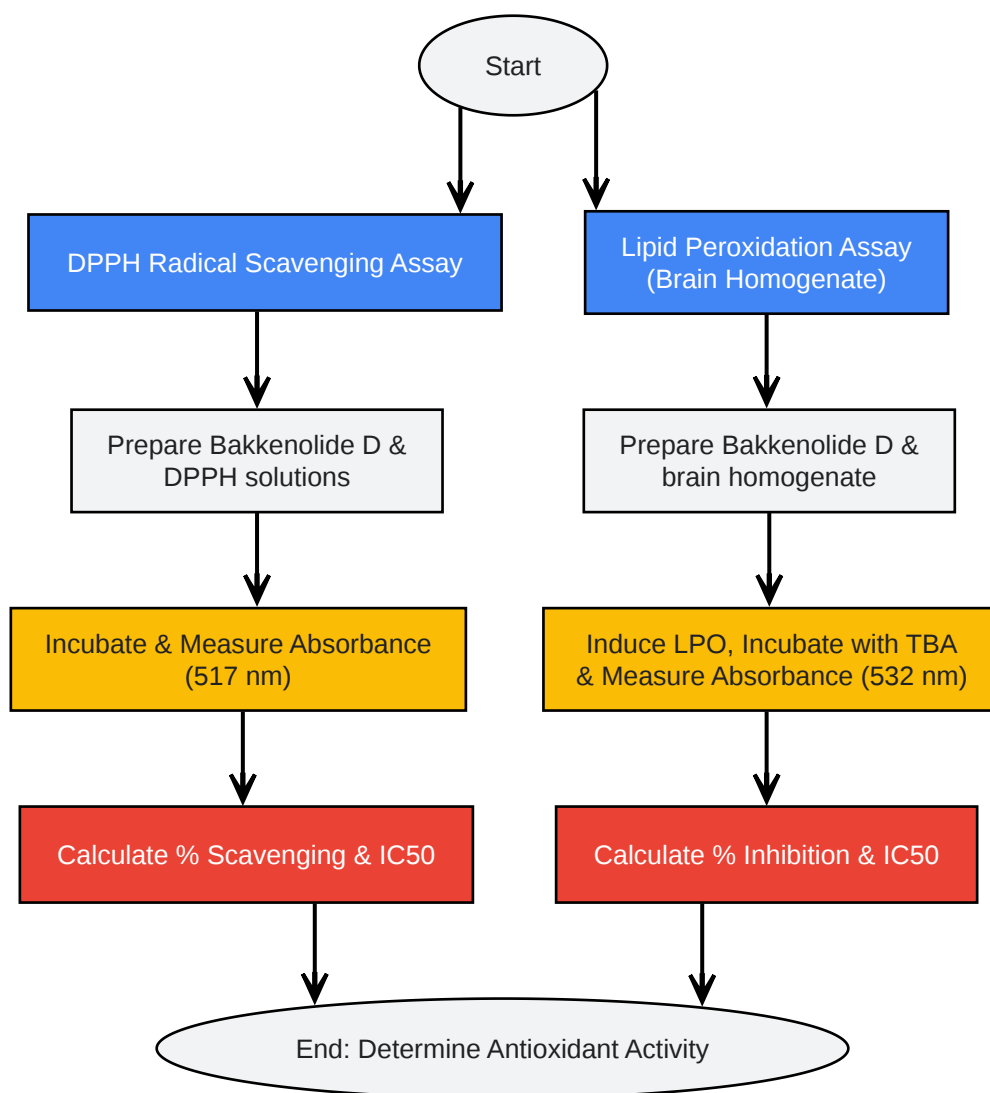 Start
DPPH Radical Scavenging Assay
Lipid Peroxidation Assay
(Brain Homogenate)
Prepare Bakkenolide D &
DPPH solutions
Prepare Bakkenolide D &
brain homogenate
Incubate & Measure Absorbance
(517 nm)
Induce LPO, Incubate with TBA
& Measure Absorbance (532 nm)
Calculate % Scavenging & IC50
Calculate % Inhibition & IC50
End: Determine Antioxidant Activity